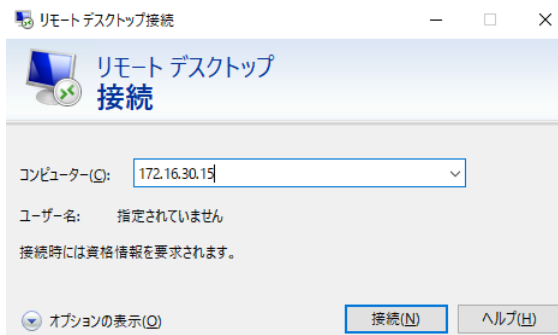 リモート デスクトップ接続
リモート デスクトップ
接続
コンピューター(C): 172.16.30.15
ユーザー名: 指定されていません
接続時には資格情報を要求されます。
オプションの表示(O) 接続(N) ヘルプ(H)